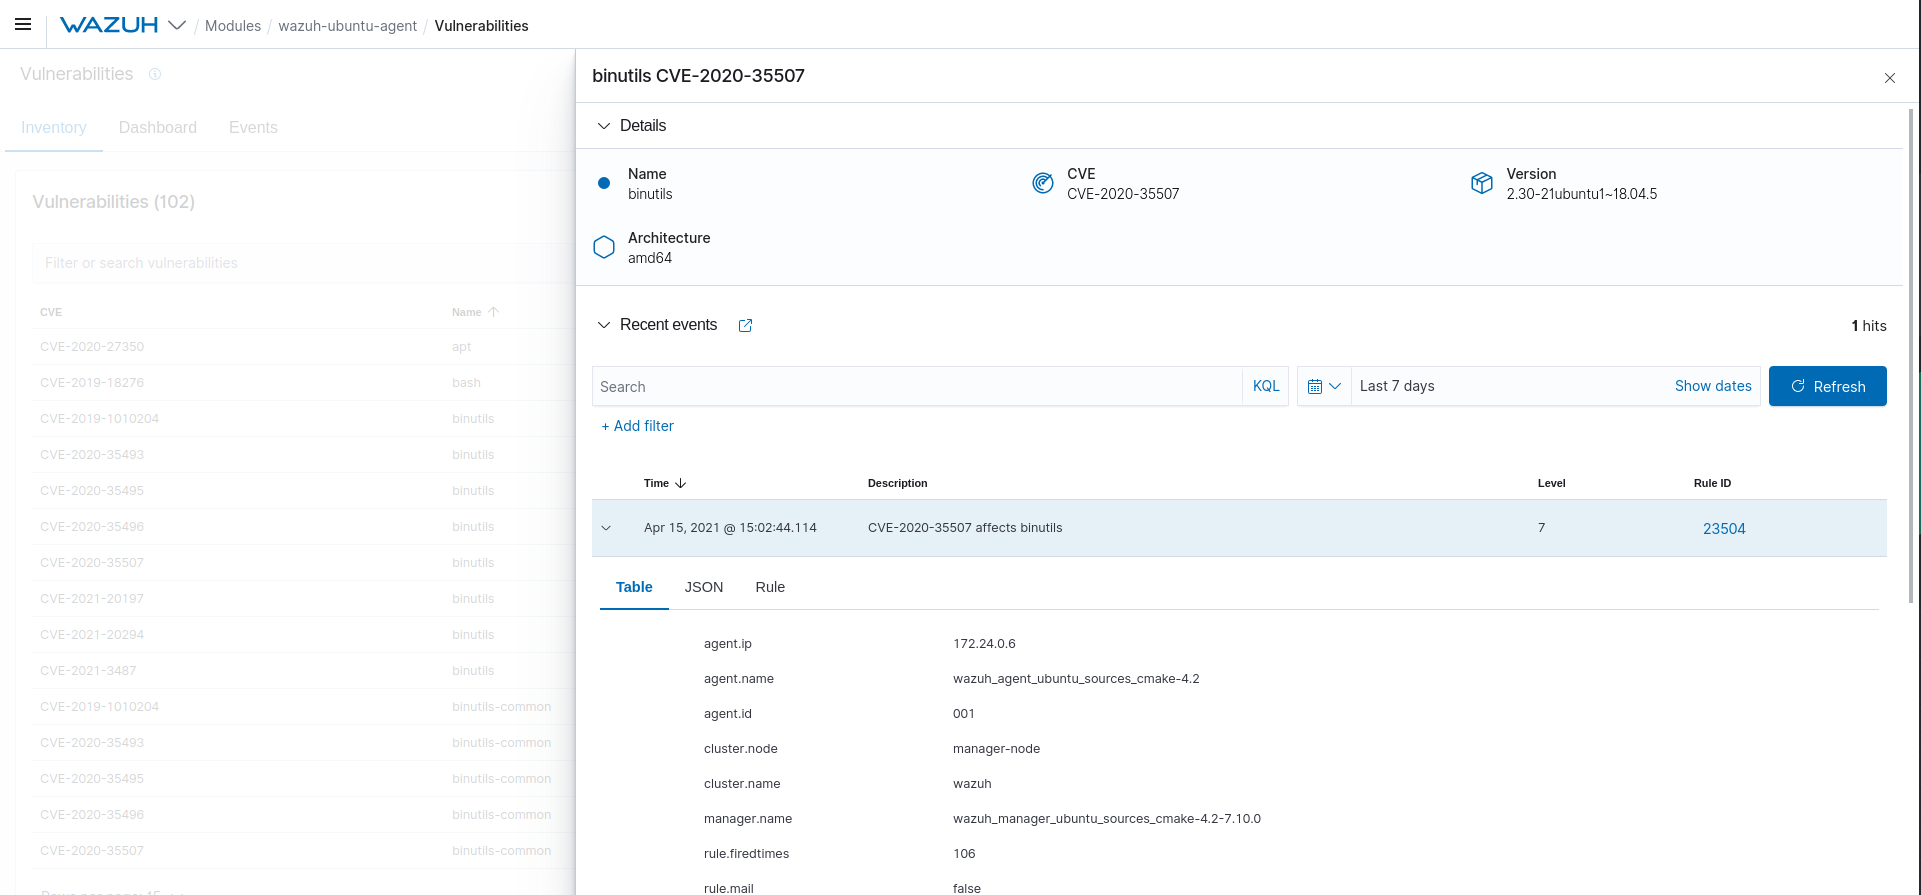 WAZUH / Modules / wazuh-ubuntu-agent / Vulnerabilities
Vulnerabilities
Inventory Dashboard Events
Vulnerabilities (102)
Filter or search vulnerabilities
CVE Name
CVE-2020-27350 apt
CVE-2019-18276 bash
CVE-2019-1010204 binutils
CVE-2020-35493 binutils
CVE-2020-35495 binutils
CVE-2020-35496 binutils
CVE-2020-35507 binutils
CVE-2021-20197 binutils
CVE-2021-20294 binutils
CVE-2021-3487 binutils
CVE-2019-1010204 binutils-common
CVE-2020-35493 binutils-common
CVE-2020-35495 binutils-common
CVE-2020-35496 binutils-common
CVE-2020-35507 binutils-common
Rows per page: 15
binutils CVE-2020-35507
Details
Name
binutils
CVE
CVE-2020-35507
Version
2.30-21ubuntu1~18.04.5
Architecture
amd64
Recent events
1 hits
Search KQL Last 7 days Show dates Refresh
+ Add filter
Time Description Level Rule ID
Apr 15, 2021 @ 15:02:44.114 CVE-2020-35507 affects binutils 7 23504
Table JSON Rule
agent.ip 172.24.0.6
agent.name wazuh_agent_ubuntu_sources_cmake-4.2
agent.id 001
cluster.node manager-node
cluster.name wazuh
manager.name wazuh_manager_ubuntu_sources_cmake-4.2-7.10.0
rule.firedtimes 106
rule.mail false